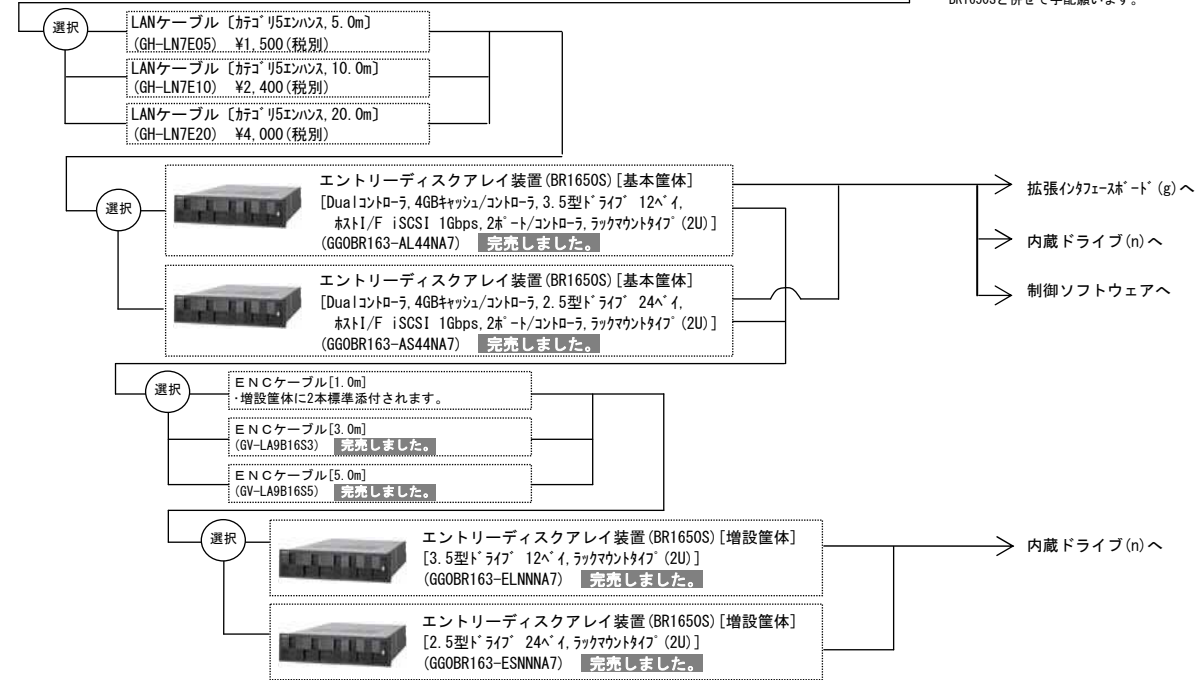 BR1650Sと併せて手配願います。
選択
LANケーブル〔ｶﾃｺﾞﾘ5ｴﾝﾊﾝｽ,5.0m〕
(GH-LN7E05) ¥1,500(税別)
LANケーブル〔ｶﾃｺﾞﾘ5ｴﾝﾊﾝｽ,10.0m〕
(GH-LN7E10) ¥2,400(税別)
LANケーブル〔ｶﾃｺﾞﾘ5ｴﾝﾊﾝｽ,20.0m〕
(GH-LN7E20) ¥4,000(税別)
選択
エントリーディスクアレイ装置(BR1650S)[基本筐体]
[Dualｺﾝﾄﾛｰﾗ,4GBｷｬｯｼｭ/ｺﾝﾄﾛｰﾗ,3.5型ﾄﾞﾗｲﾌﾞ 12ﾍﾞｲ,
ﾎｽﾄI/F iSCSI 1Gbps,2ﾎﾟｰﾄ/ｺﾝﾄﾛｰﾗ,ﾗｯｸﾏｳﾝﾄﾀｲﾌﾟ(2U)]
(GGOBR163-AL44NA7) 完売しました。
エントリーディスクアレイ装置(BR1650S)[基本筐体]
[Dualｺﾝﾄﾛｰﾗ,4GBｷｬｯｼｭ/ｺﾝﾄﾛｰﾗ,2.5型ﾄﾞﾗｲﾌﾞ 24ﾍﾞｲ,
ﾎｽﾄI/F iSCSI 1Gbps,2ﾎﾟｰﾄ/ｺﾝﾄﾛｰﾗ,ﾗｯｸﾏｳﾝﾄﾀｲﾌﾟ(2U)]
(GGOBR163-AS44NA7) 完売しました。
拡張ｲﾝﾀﾌｪｰｽﾎﾞｰﾄﾞ(g)へ
内蔵ドライブ(n)へ
制御ソフトウェアへ
選択
ＥＮＣケーブル[1.0m]
・増設筐体に2本標準添付されます。
ＥＮＣケーブル[3.0m]
(GV-LA9B16S3) 完売しました。
ＥＮＣケーブル[5.0m]
(GV-LA9B16S5) 完売しました。
選択
エントリーディスクアレイ装置(BR1650S)[増設筐体]
[3.5型ﾄﾞﾗｲﾌﾞ 12ﾍﾞｲ,ﾗｯｸﾏｳﾝﾄﾀｲﾌﾟ(2U)]
(GGOBR163-ELNNNA7) 完売しました。
エントリーディスクアレイ装置(BR1650S)[増設筐体]
[2.5型ﾄﾞﾗｲﾌﾞ 24ﾍﾞｲ,ﾗｯｸﾏｳﾝﾄﾀｲﾌﾟ(2U)]
(GGOBR163-ESNNNA7) 完売しました。
内蔵ドライブ(n)へ